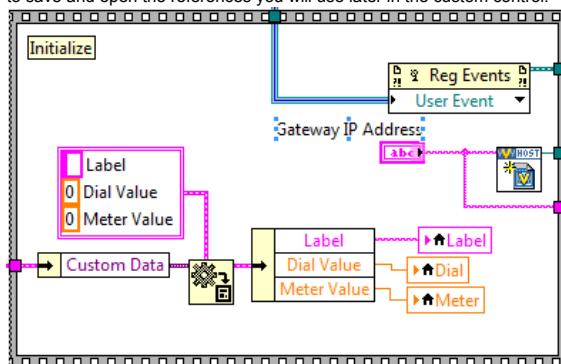 to save and open the references you will use later in the custom control.
Initialize
Reg Events
User Event
Gateway IP Address
abc
HOST
Label
0 Dial Value
0 Meter Value
Custom Data
Label
Dial Value
Meter Value
Label
Dial
Meter